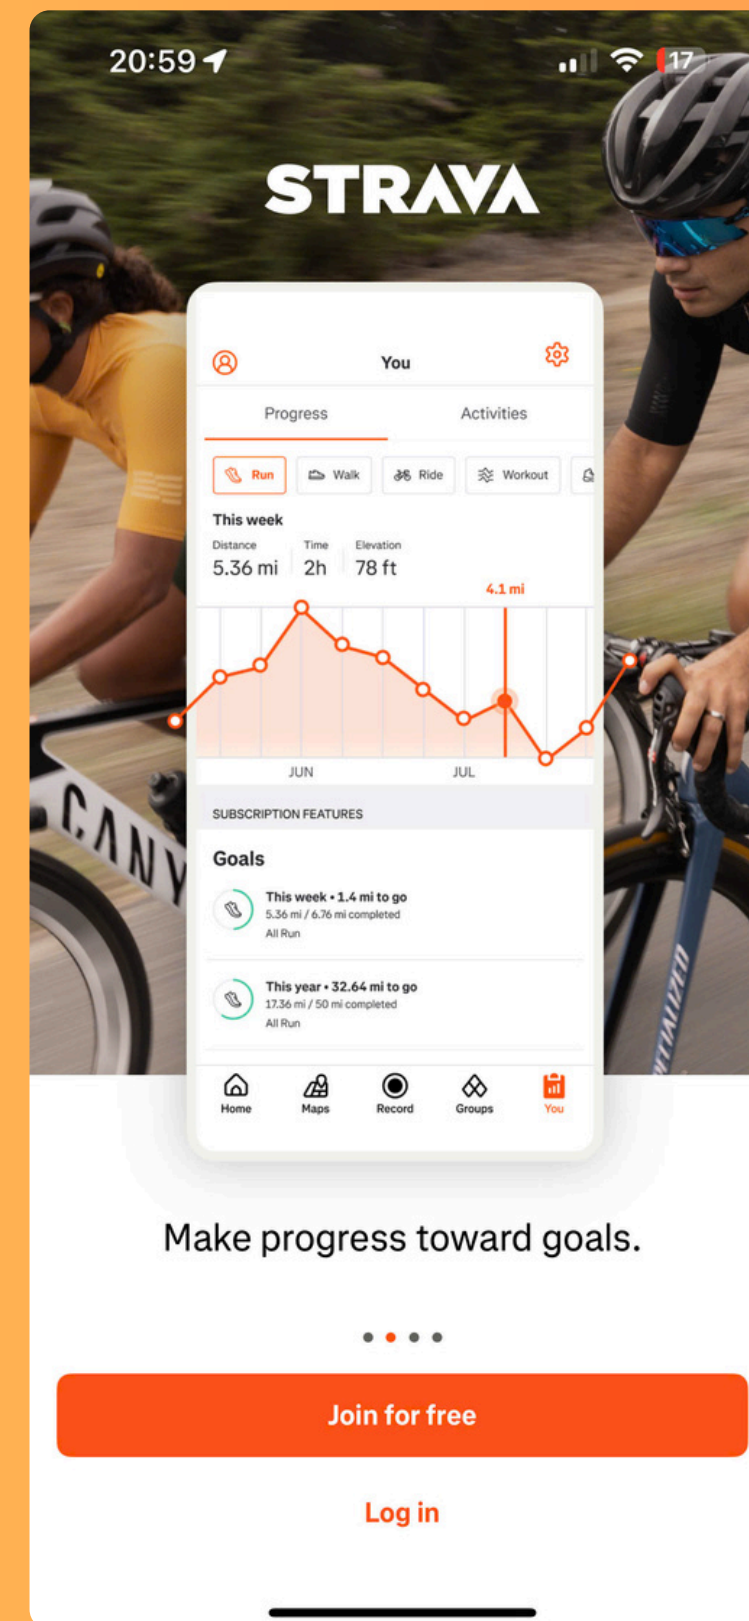 20:59
17
STRAVA
You
Progress
Activities
Run
Walk
Ride
Workout
This week
Distance Time Elevation
5.36 mi 2h 78 ft
4.1 mi
JUN JUL
SUBSCRIPTION FEATURES
Goals
This week • 1.4 mi to go
5.36 mi / 6.76 mi completed
All Run
This year • 32.64 mi to go
17.36 mi / 50 mi completed
All Run
Home Maps Record Groups You
CANY
Make progress toward goals.
Join for free
Log in